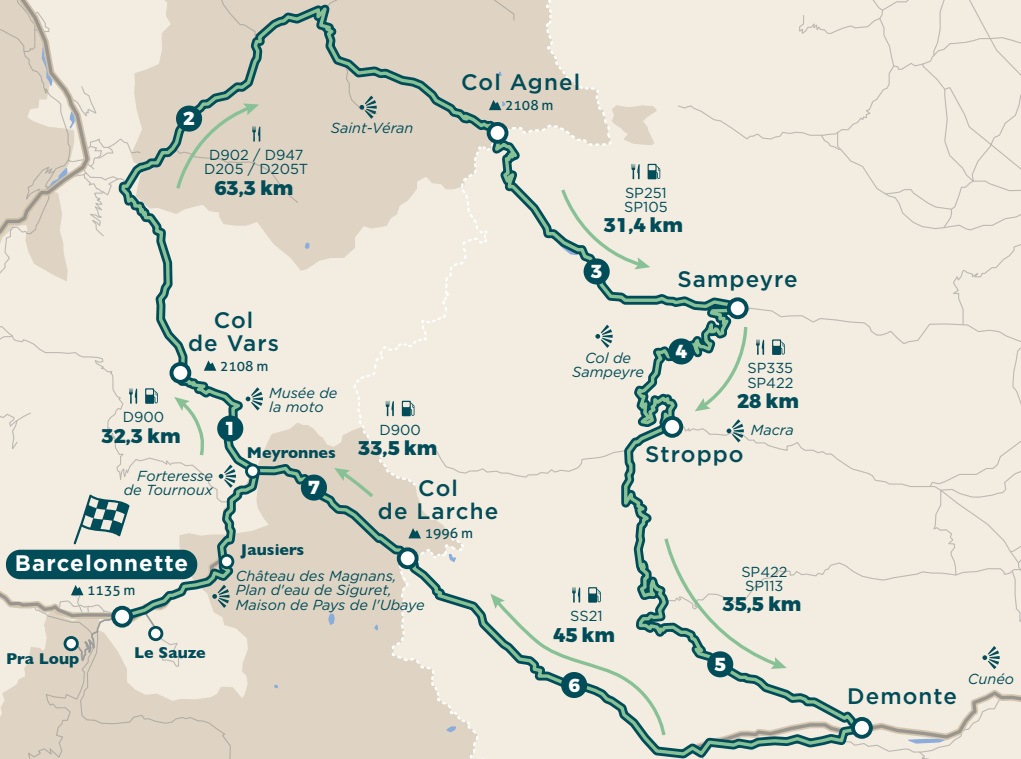 Col Agnel
2108 m
2
Saint-Véran
D902 / D947
D205 / D205T
63,3 km
SP251
SP105
31,4 km
3
Sampeyre
Col
de Vars
2108 m
Col de
Sampeyre
4
SP335
SP422
28 km
Musée de
la moto
D900
32,3 km
1
D900
33,5 km
Macra
Stroppo
Meyronnes
Forteresse
de Tournoux
7
Col
de Larche
1996 m
Barcelonnette
1135 m
Jausiers
Château des Magnans,
Plan d'eau de Siguret,
Maison de Pays de l'Ubaye
SP422
SP113
35,5 km
SS21
45 km
Pra Loup
Le Sauze
5
6
Cunéo
Demonte